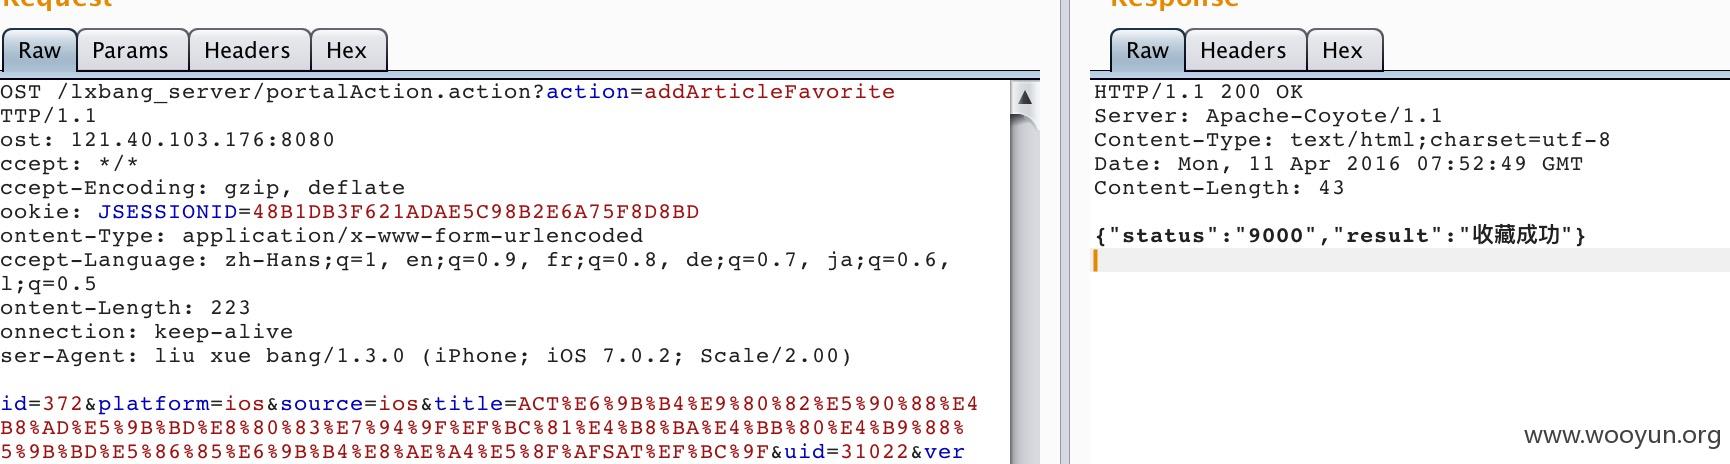 Request
Response
Raw Params Headers Hex
Raw Headers Hex
OST /lxbang_server/portalAction.action?action=addArticleFavorite
TTP/1.1
ost: 121.40.103.176:8080
ccept: */*
ccept-Encoding: gzip, deflate
ookie: JSESSIONID=48B1DB3F621ADAE5C98B2E6A75F8D8BD
ontent-Type: application/x-www-form-urlencoded
ccept-Language: zh-Hans;q=1, en;q=0.9, fr;q=0.8, de;q=0.7, ja;q=0.6,
l;q=0.5
ontent-Length: 223
onnection: keep-alive
ser-Agent: liu xue bang/1.3.0 (iPhone; iOS 7.0.2; Scale/2.00)
id=372&platform=ios&source=ios&title=ACT%E6%9B%B4%E9%80%82%E5%90%88%E4
B8%AD%E5%9B%BD%E8%80%83%E7%94%9F%EF%BC%81%E4%B8%BA%E4%BB%80%E4%B9%88%
5%9B%BD%E5%86%85%E6%9B%B4%E8%AE%A4%E5%8F%AFSAT%EF%BC%9F&uid=31022&ver
HTTP/1.1 200 OK
Server: Apache-Coyote/1.1
Content-Type: text/html;charset=utf-8
Date: Mon, 11 Apr 2016 07:52:49 GMT
Content-Length: 43
{"status":"9000","result":"收藏成功"}
www.wooyun.org